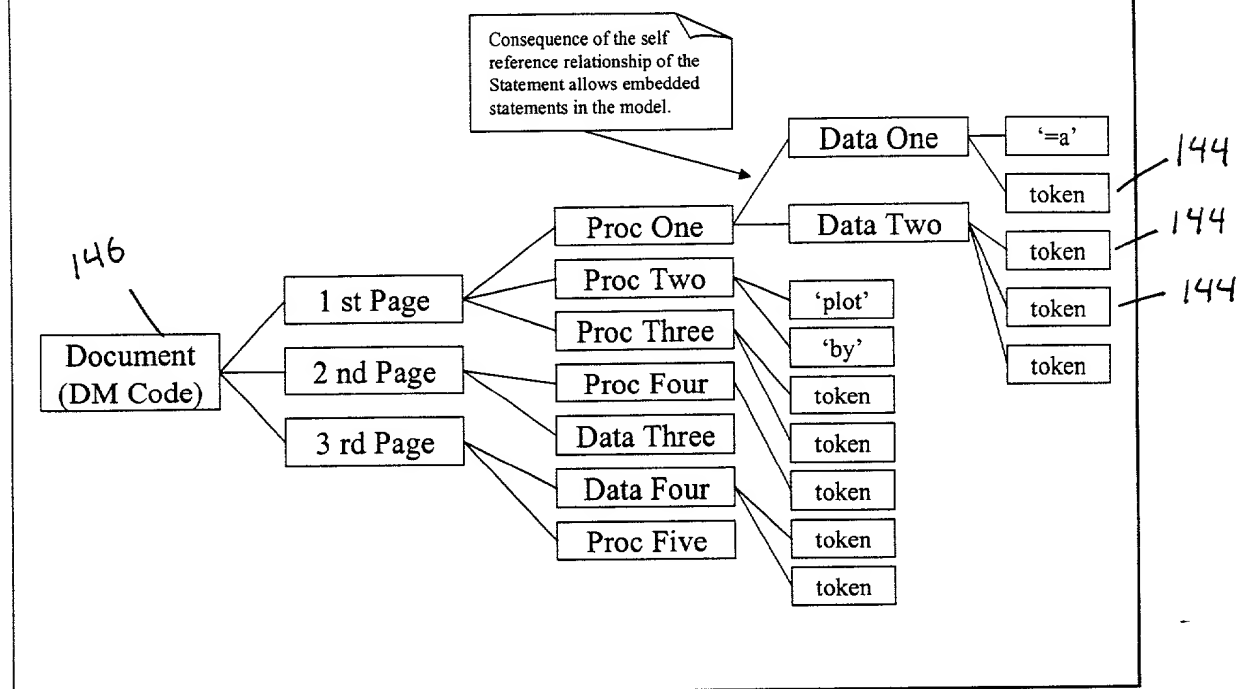 Consequence of the self
reference relationship of the
Statement allows embedded
statements in the model.
Data One
'=a'
144
token
Proc One
Data Two
token
144
146
1 st Page
Proc Two
'plot'
token
144
Document
(DM Code)
Proc Three
'by'
token
2 nd Page
Proc Four
token
3 rd Page
Data Three
token
Data Four
token
Proc Five
token
token